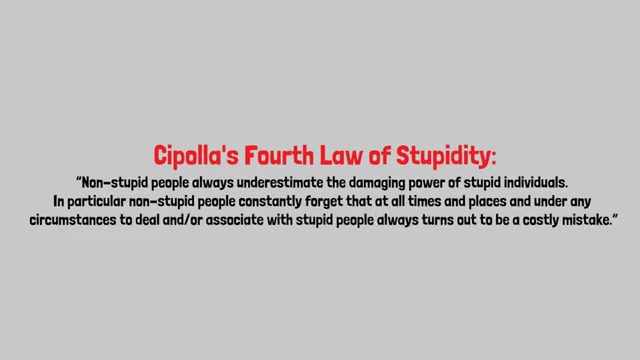 Cipolla's Fourth Law of Stupidity:
"Non-stupid people always underestimate the damaging power of stupid individuals.
In particular non-stupid people constantly forget that at all times and places and under any
circumstances to deal and/or associate with stupid people always turns out to be a costly mistake."